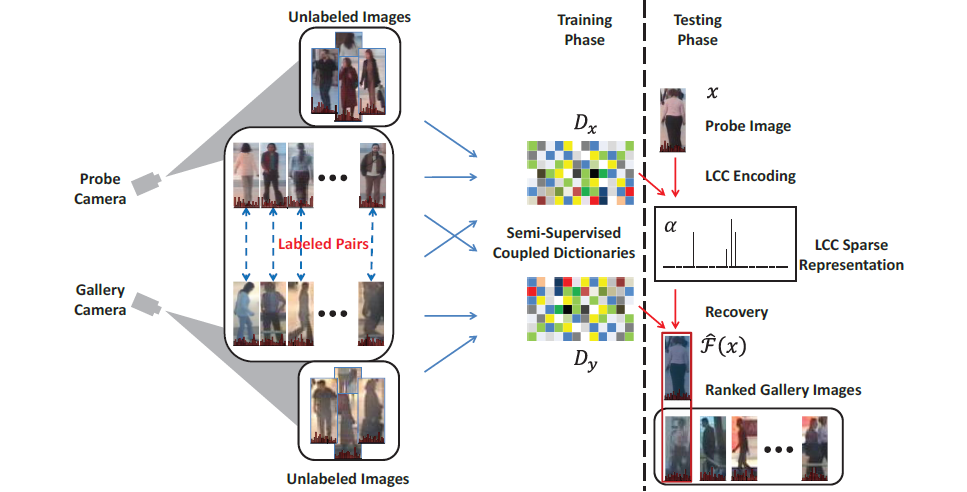 Unlabeled Images
Training
Phase
Testing
Phase
x
Probe Image
D_x
LCC Encoding
Probe
Camera
Labeled Pairs
Semi-Supervised
Coupled Dictionaries
α
LCC Sparse
Representation
Gallery
Camera
Recovery
D_y
F̂(x)
Ranked Gallery Images
Unlabeled Images